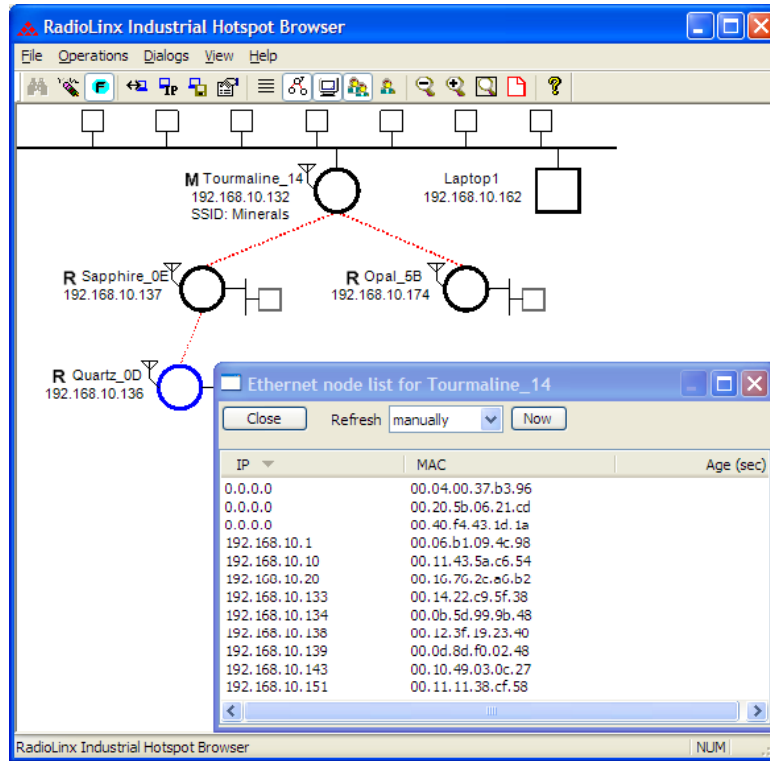 RadioLinx Industrial Hotspot Browser
File Operations Dialogs View Help
F IP ?
M Tourmaline_14
192.168.10.132
SSID: Minerals
Laptop1
192.168.10.162
R Sapphire_0E
192.168.10.137
R Opal_5B
192.168.10.174
R Quartz_0D
192.168.10.136
Ethernet node list for Tourmaline_14
Close Refresh manually Now
IP MAC Age (sec)
0.0.0.0 00.04.00.37.b3.96
0.0.0.0 00.20.5b.06.21.cd
0.0.0.0 00.40.f4.43.1d.1a
192.168.10.1 00.06.b1.09.4c.98
192.168.10.10 00.11.43.5a.c6.54
192.168.10.20 00.16.76.2c.a6.b2
192.168.10.133 00.14.22.c9.5f.38
192.168.10.134 00.0b.5d.99.9b.48
192.168.10.138 00.12.3f.19.23.40
192.168.10.139 00.0d.8d.f0.02.48
192.168.10.143 00.10.49.03.0c.27
192.168.10.151 00.11.11.38.cf.58
RadioLinx Industrial Hotspot Browser NUM